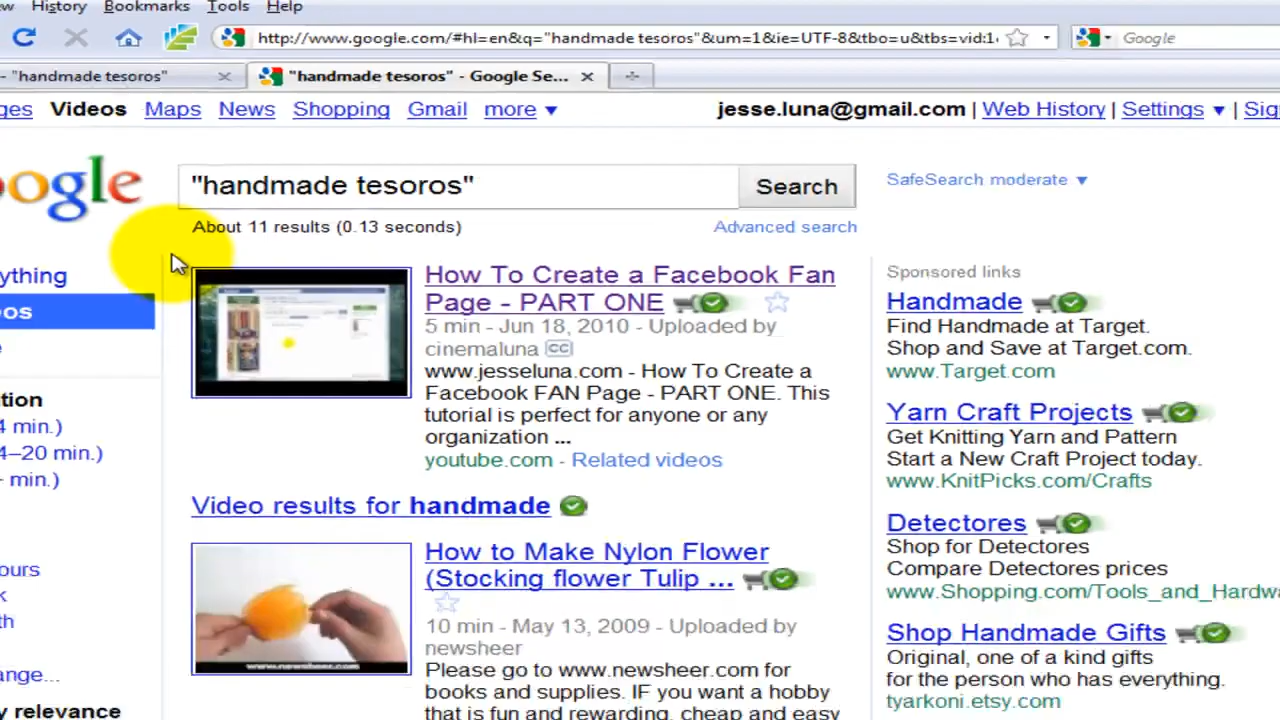 History Bookmarks Tools Help
http://www.google.com/#hl=en&q="handmade tesoros"&um=1&ie=UTF-8&tbo=u&tbs=vid:1 Google
- "handmade tesoros" "handmade tesoros" - Google Se...
Videos Maps News Shopping Gmail more jesse.luna@gmail.com | Web History | Settings |
"handmade tesoros" Search SafeSearch moderate
About 11 results (0.13 seconds) Advanced search
How To Create a Facebook Fan
Page - PART ONE
5 min - Jun 18, 2010 - Uploaded by
cinemaluna CC
www.jesseluna.com - How To Create a
Facebook FAN Page - PART ONE. This
tutorial is perfect for anyone or any
organization ...
youtube.com - Related videos
Video results for handmade
How to Make Nylon Flower
(Stocking flower Tulip ...
10 min - May 13, 2009 - Uploaded by
newsheer
Please go to www.newsheer.com for
books and supplies. IF you want a hobby
that is fun and rewarding, cheap and easy
www.newsheer.com
4 min.)
4–20 min.)
min.)
relevance
Sponsored links
Handmade
Find Handmade at Target.
Shop and Save at Target.com.
www.Target.com
Yarn Craft Projects
Get Knitting Yarn and Pattern
Start a New Craft Project today.
www.KnitPicks.com/Crafts
Detectores
Shop for Detectores
Compare Detectores prices
www.Shopping.com/Tools_and_Hardwa
Shop Handmade Gifts
Original, one of a kind gifts
for the person who has everything.
tyarkoni.etsy.com